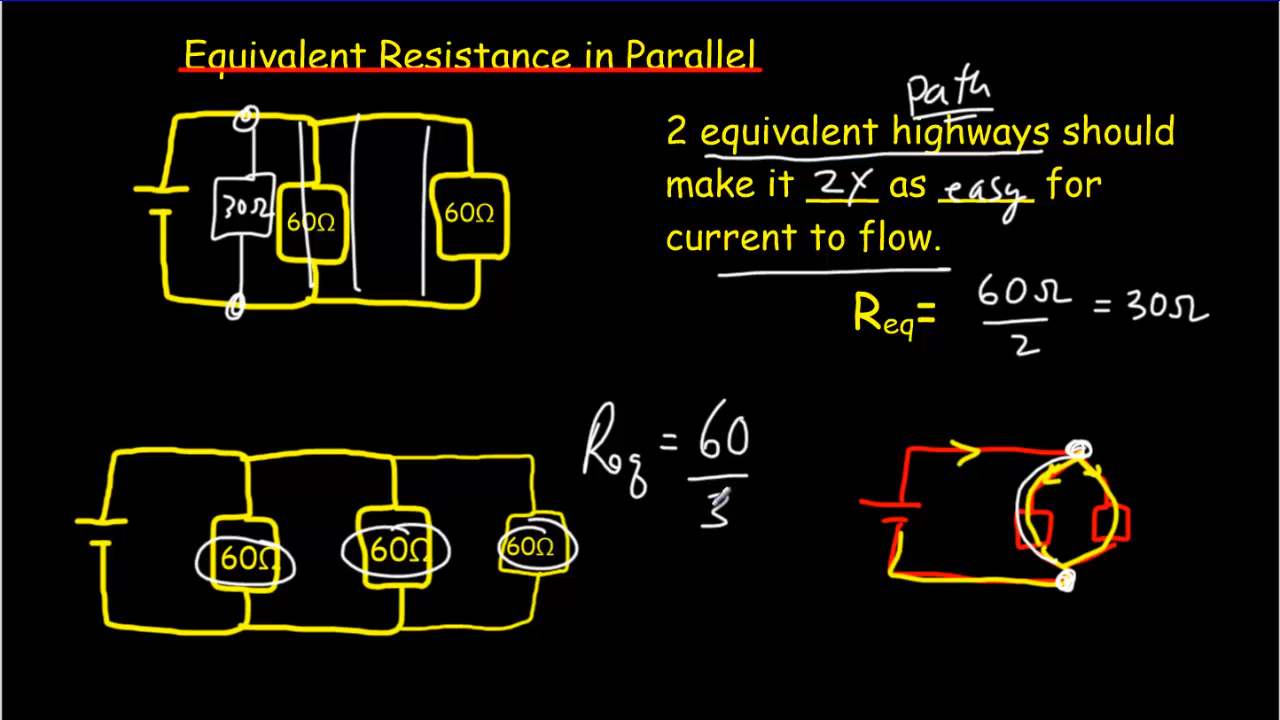 Equivalent Resistance in Parallel
path
2 equivalent highways should
make it 2X as easy for
current to flow.
30Ω
60Ω
60Ω
Req= 60Ω/2 = 30Ω
Req = 60/3
60Ω
60Ω
60Ω